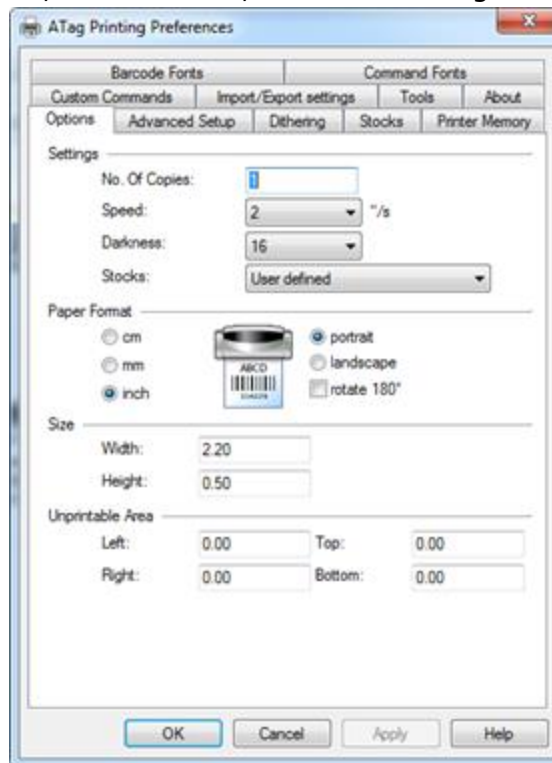 ATag Printing Preferences
Barcode Fonts Command Fonts
Custom Commands Import/Export settings Tools About
Options Advanced Setup Dithering Stocks Printer Memory
Settings
No. Of Copies: 1
Speed: 2 "/s
Darkness: 16
Stocks: User defined
Paper Format
cm portrait
mm landscape
inch rotate 180°
ABCD
Size
Width: 2.20
Height: 0.50
Unprintable Area
Left: 0.00 Top: 0.00
Right: 0.00 Bottom: 0.00
OK Cancel Apply Help